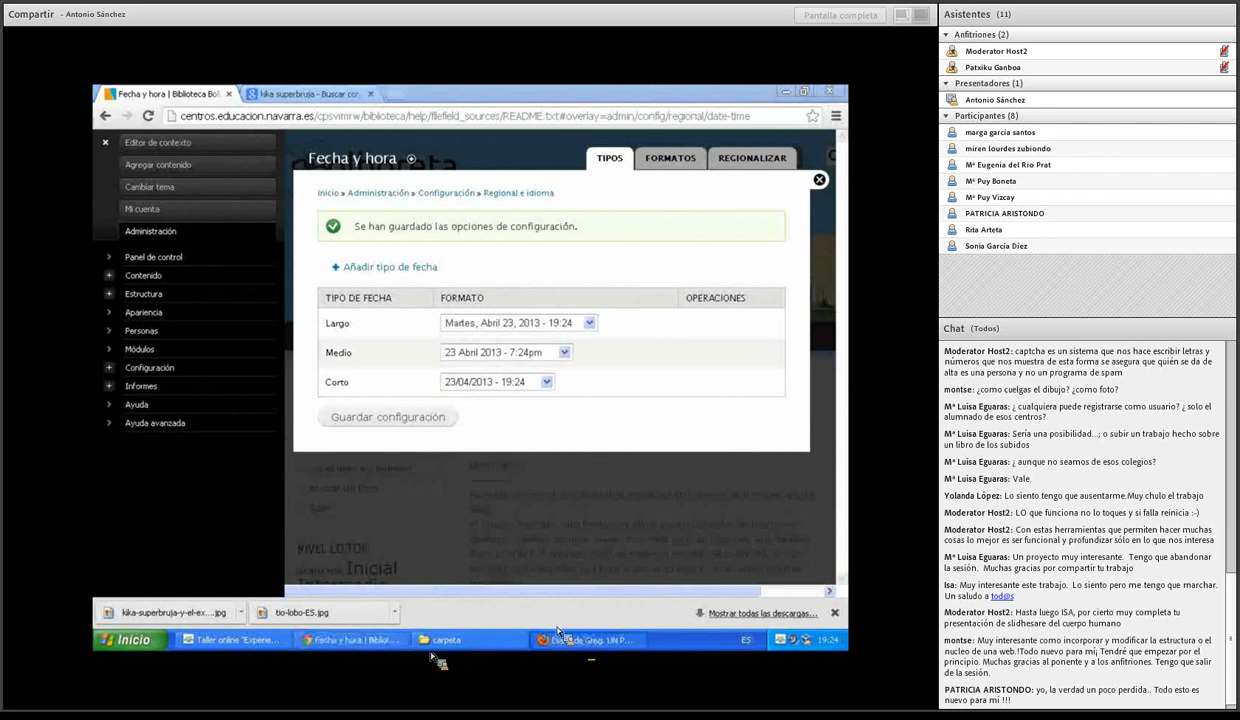 Compartir - Antonio Sánchez
Pantalla completa
Fecha y hora | Biblioteca Bol
kika superbruja - Buscar cor
centros.educacion.navarra.es/cpsvimrw/biblioteca/help/filefield_sources/README.txt#overlay=admin/config/regional/date-time
Editor de contexto
Agregar contenido
Cambiar tema
Mi cuenta
Administración
Panel de control
Contenido
Estructura
Apariencia
Personas
Módulos
Configuración
Informes
Ayuda
Ayuda avanzada
Fecha y hora
TIPOS
FORMATOS
REGIONALIZAR
Inicio » Administración » Configuración » Regional e idioma
Se han guardado las opciones de configuración.
+ Añadir tipo de fecha
TIPO DE FECHA FORMATO OPERACIONES
Largo Martes, Abril 23, 2013 - 19:24
Medio 23 Abril 2013 - 7:24pm
Corto 23/04/2013 - 19:24
Guardar configuración
NIVEL LO TOP
Inicial
kika-superbruja-y-el-ex....jpg
tio-lobo-ES.jpg
Mostrar todas las descargas...
Inicio
Taller online "Experie...
Fecha y hora | Bibliot...
carpeta
de Greg. UN P...
ES
19:24
Asistentes (11)
Anfitriones (2)
Moderator Host2
Patxiku Ganboa
Presentadores (1)
Antonio Sánchez
Participantes (8)
marga garcía santos
miren lourdes zubiondo
Mª Eugenia del Rio Prat
Mª Puy Boneta
Mª Puy Vizcay
PATRICIA ARISTONDO
Rita Arteta
Sonia García Díez
Chat (Todos)
Moderator Host2: captcha es un sistema que nos hace escribir letras y
números que nos muestra de esta forma se asegura que quién se da de
alta es una persona y no un programa de spam
montse: ¿como cuelgas el dibujo? ¿como foto?
Mª Luisa Eguaras: ¿ cualquiera puede registrarse como usuario? ¿ solo el
alumnado de esos centros?
Mª Luisa Eguaras: Sería una posibilidad...; o subir un trabajo hecho sobre
un libro de los subidos
Mª Luisa Eguaras: ¿ aunque no seamos de esos colegios?
Mª Luisa Eguaras: Vale.
Yolanda López: Lo siento tengo que ausentarme.Muy chulo el trabajo
Moderator Host2: LO que funciona no lo toques y si falla reinicia :-)
Moderator Host2: Con estas herramientas que permiten hacer muchas
cosas lo mejor es ser funcional y profundizar sólo en lo que nos interesa
Mª Luisa Eguaras: Un proyecto muy interesante. Tengo que abandonar
la sesión. Muchas gracias por compartir tu trabajo
Isa: Muy interesante este trabajo. Lo siento pero me tengo que marchar.
Un saludo a tod@s
Moderator Host2: Hasta luego ISA, por cierto muy completa tu
presentación de slidhesare del cuerpo humano
montse: Muy interesante como incorporar y modificar la estructura o el
nucleo de una web.!Todo nuevo para mí¡ Tendré que empezar por el
principio. Muchas gracias al ponente y a los anfitriones. Tengo que salir
de la sesión.
PATRICIA ARISTONDO: yo, la verdad un poco perdida.. Todo esto es
nuevo para mí !!!